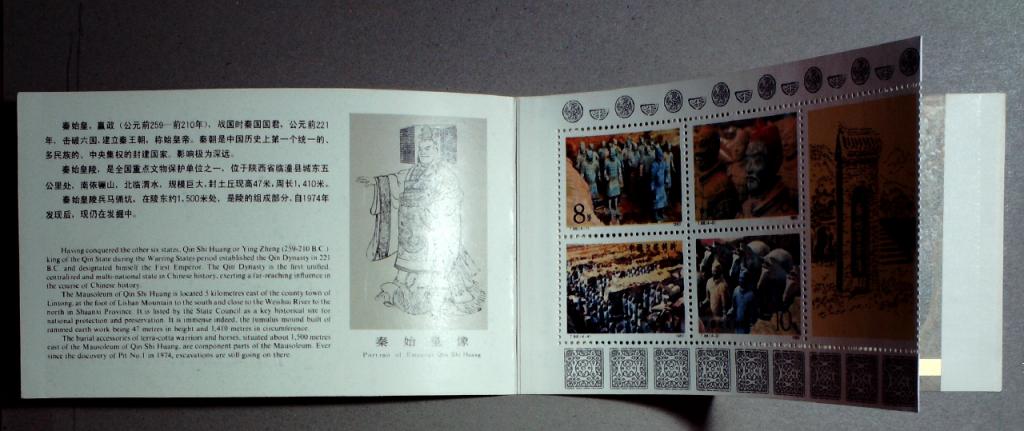 秦始皇，嬴政（公元前259—前210年），战国时秦国国君，公元前221
年，击破六国，建立秦王朝，称始皇帝。秦朝是中国历史上第一个统一的、
多民族的、中央集权的封建国家。影响极为深远。
秦始皇陵，是全国重点文物保护单位之一，位于陕西省临潼县城东五
公里处，南依骊山，北临渭水，规模巨大，封土丘现高47米，周长1,410米。
秦始皇陵兵马俑坑，在陵东约1,500米处，是陵的组成部分，自1974年
发现后，现仍在发掘中。
Having conquered the other six states, Qin Shi Huang or Ying Zheng (259-210 B.C.)
king of the Qin State during the Warring States period established the Qin Dynasty in 221
B.C. and designated himself the First Emperor. The Qin Dynasty is the first unified,
centralized and multi-national state in Chinese history, exerting a far-reaching influence in
the course of Chinese history.
The Mausoleum of Qin Shi Huang is located 5 kilometres east of the county town of
Lintong, at the foot of Lishan Mountain to the south and close to the Weishui River to the
north in Shaanxi Province. It is listed by the State Council as a key historical site for
national protection and preservation. It is immense indeed, the tumulus mound built of
rammed earth work being 47 metres in height and 1,410 metres in circumference.
The burial accessories of terra-cotta warriors and horses, situated about 1,500 metres
east of the Mausoleum of Qin Shi Huang, are component parts of the Mausoleum. Ever
since the discovery of Pit No.1 in 1974, excavations are still going on there.
秦始皇像
Portrait of Emperor Qin Shi Huang
8分
中国人民邮政
10分